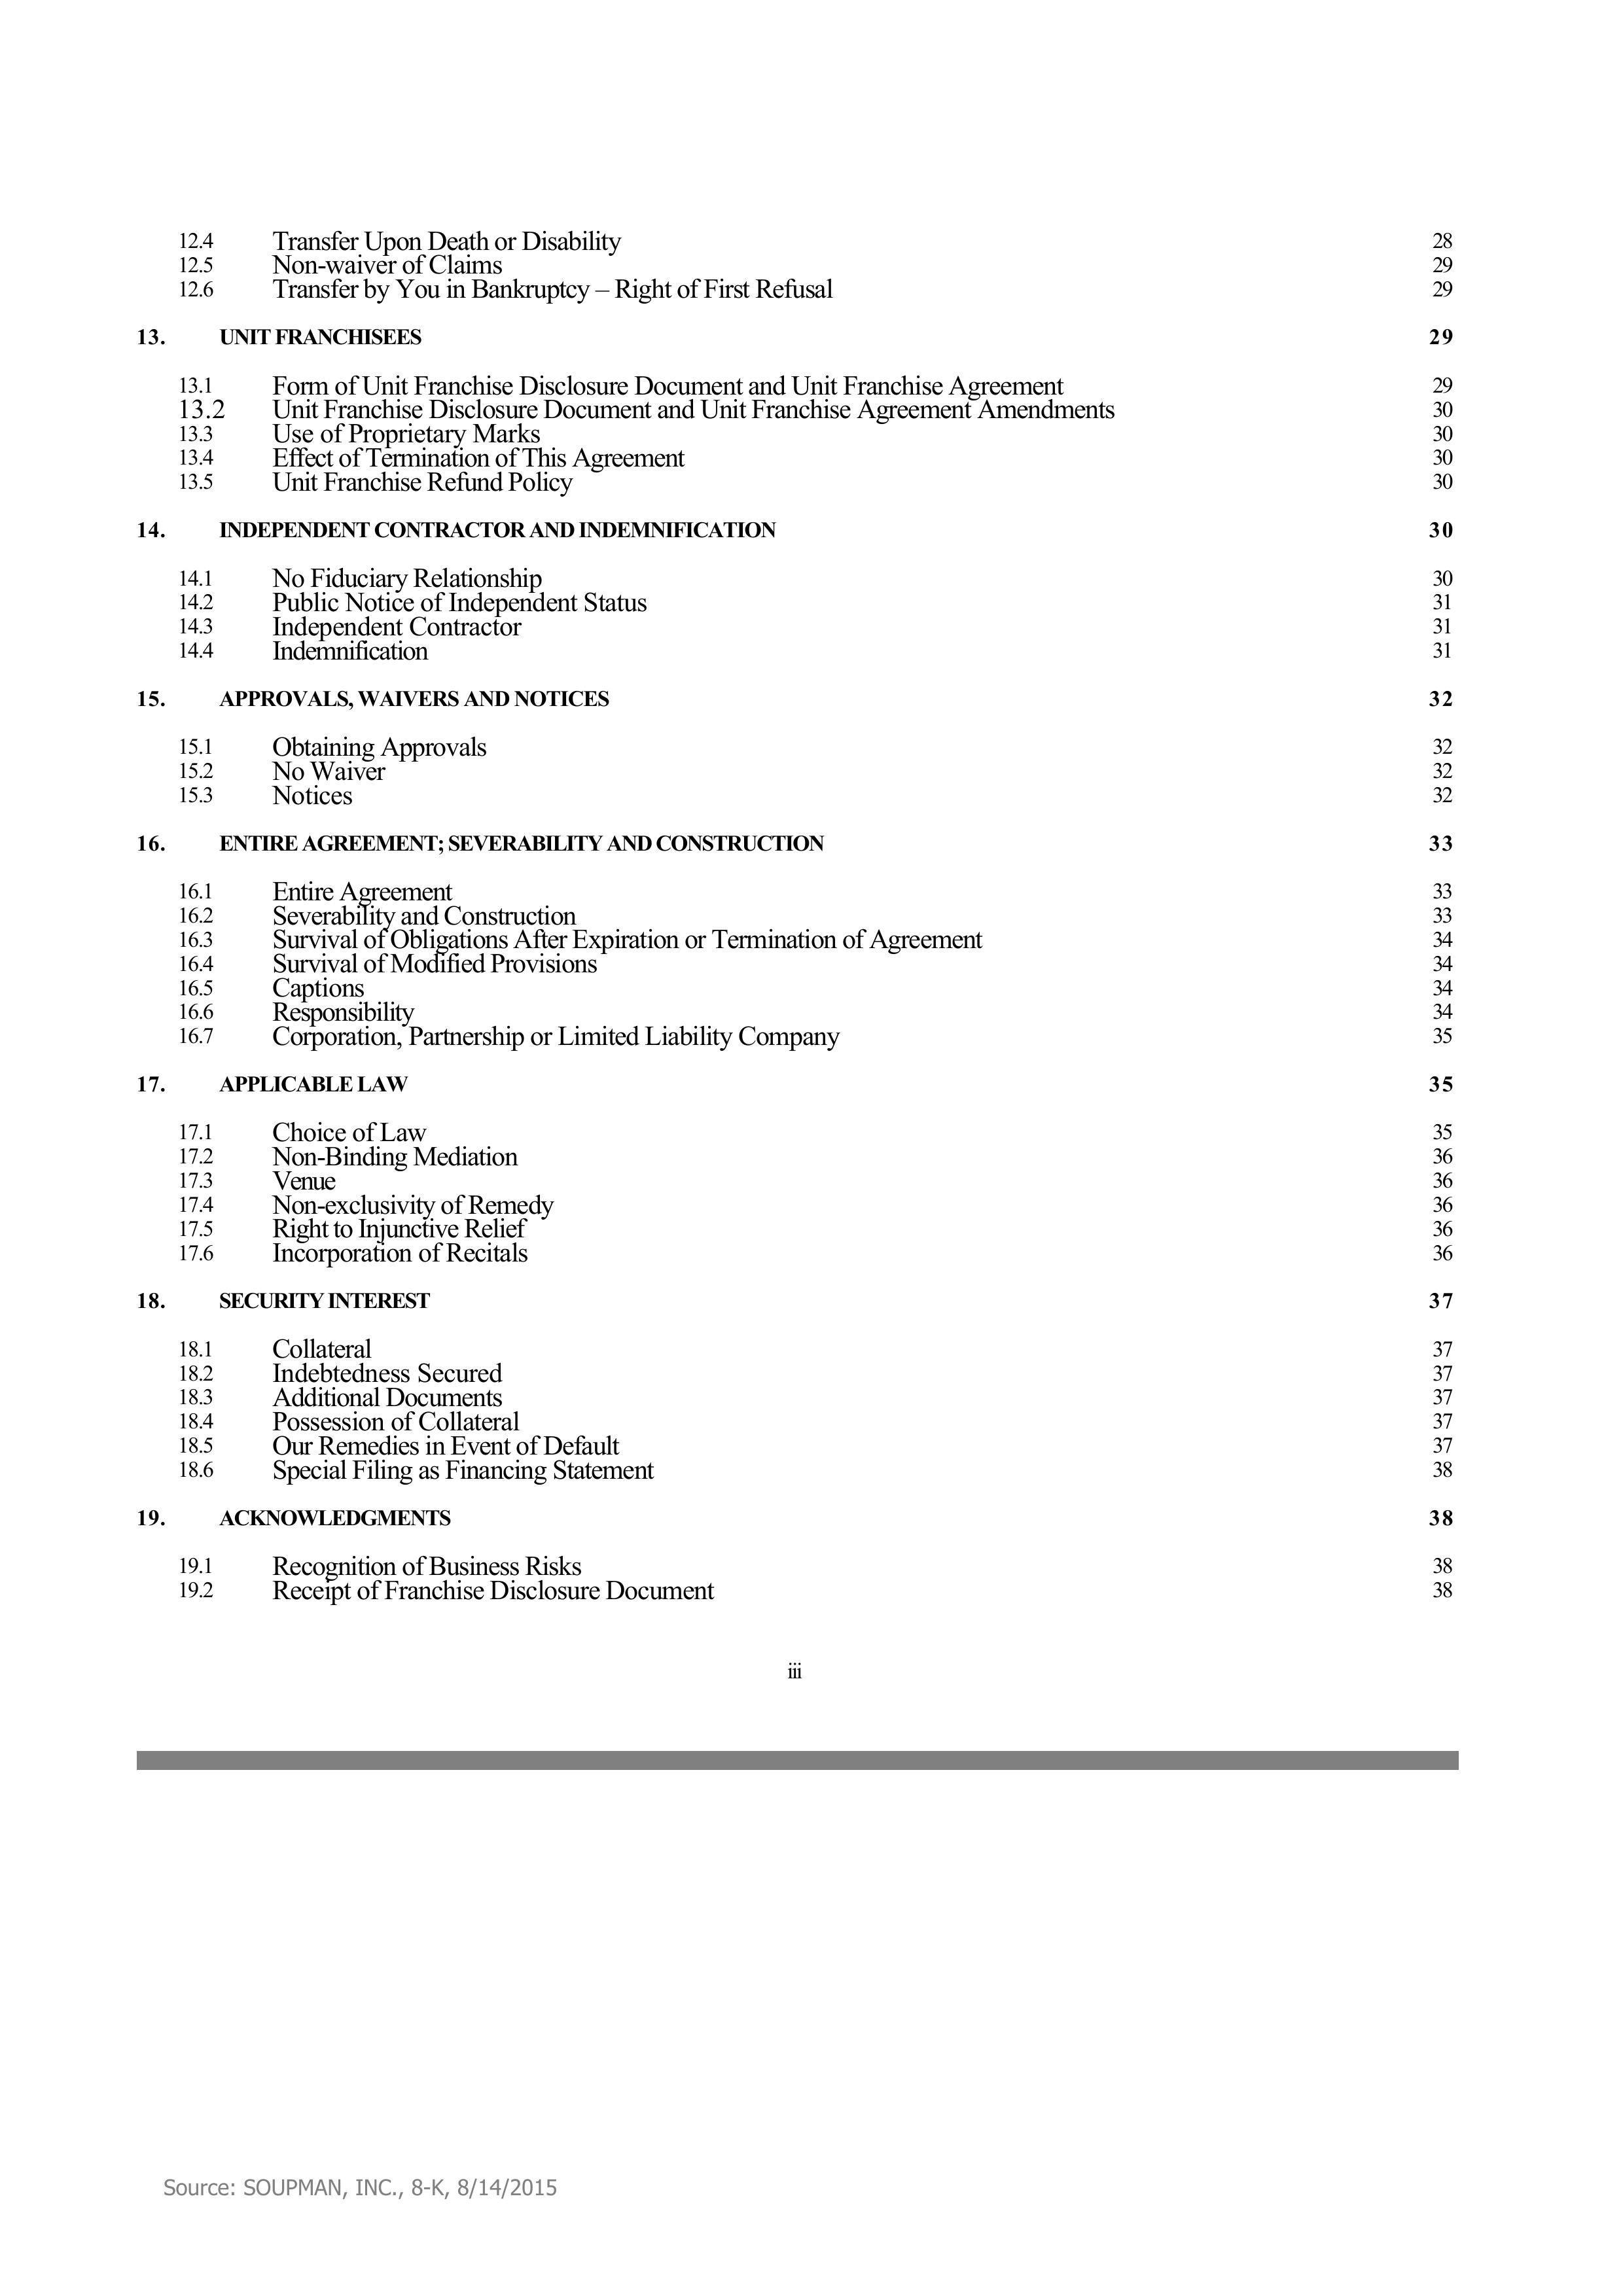 12.4 Transfer Upon Death or Disability 28
12.5 Non-waiver of Claims 29
12.6 Transfer by You in Bankruptcy – Right of First Refusal 29
13. UNIT FRANCHISEES 29
13.1 Form of Unit Franchise Disclosure Document and Unit Franchise Agreement 29
13.2 Unit Franchise Disclosure Document and Unit Franchise Agreement Amendments 30
13.3 Use of Proprietary Marks 30
13.4 Effect of Termination of This Agreement 30
13.5 Unit Franchise Refund Policy 30
14. INDEPENDENT CONTRACTOR AND INDEMNIFICATION 30
14.1 No Fiduciary Relationship 30
14.2 Public Notice of Independent Status 31
14.3 Independent Contractor 31
14.4 Indemnification 31
15. APPROVALS, WAIVERS AND NOTICES 32
15.1 Obtaining Approvals 32
15.2 No Waiver 32
15.3 Notices 32
16. ENTIRE AGREEMENT; SEVERABILITY AND CONSTRUCTION 33
16.1 Entire Agreement 33
16.2 Severability and Construction 33
16.3 Survival of Obligations After Expiration or Termination of Agreement 34
16.4 Survival of Modified Provisions 34
16.5 Captions 34
16.6 Responsibility 34
16.7 Corporation, Partnership or Limited Liability Company 35
17. APPLICABLE LAW 35
17.1 Choice of Law 35
17.2 Non-Binding Mediation 36
17.3 Venue 36
17.4 Non-exclusivity of Remedy 36
17.5 Right to Injunctive Relief 36
17.6 Incorporation of Recitals 36
18. SECURITY INTEREST 37
18.1 Collateral 37
18.2 Indebtedness Secured 37
18.3 Additional Documents 37
18.4 Possession of Collateral 37
18.5 Our Remedies in Event of Default 37
18.6 Special Filing as Financing Statement 38
19. ACKNOWLEDGMENTS 38
19.1 Recognition of Business Risks 38
19.2 Receipt of Franchise Disclosure Document 38
iii
Source: SOUPMAN, INC., 8-K, 8/14/2015